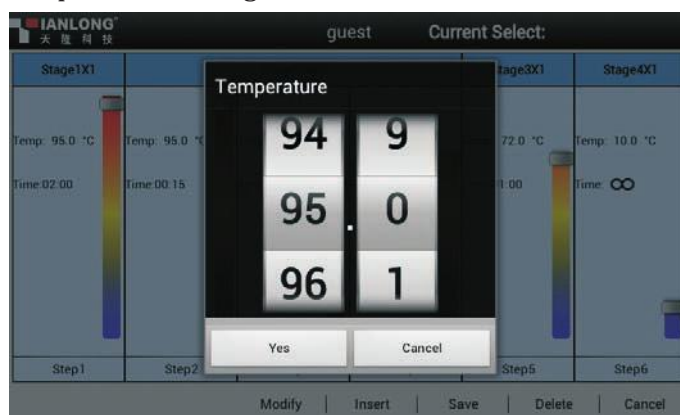 TIANLONG
天隆科技
guest
Current Select:
Stage1X1
tage3X1
Stage4X1
Temperature
94 9
95 . 0
96 1
Temp: 95.0 °C
Temp: 95.0 °C
72.0 °C
Temp: 10.0 °C
Time:02:00
Time:00:15
1:00
Time: ∞
Yes
Cancel
Step1
Step2
Step5
Step6
Modify | Insert | Save | Delete | Cancel